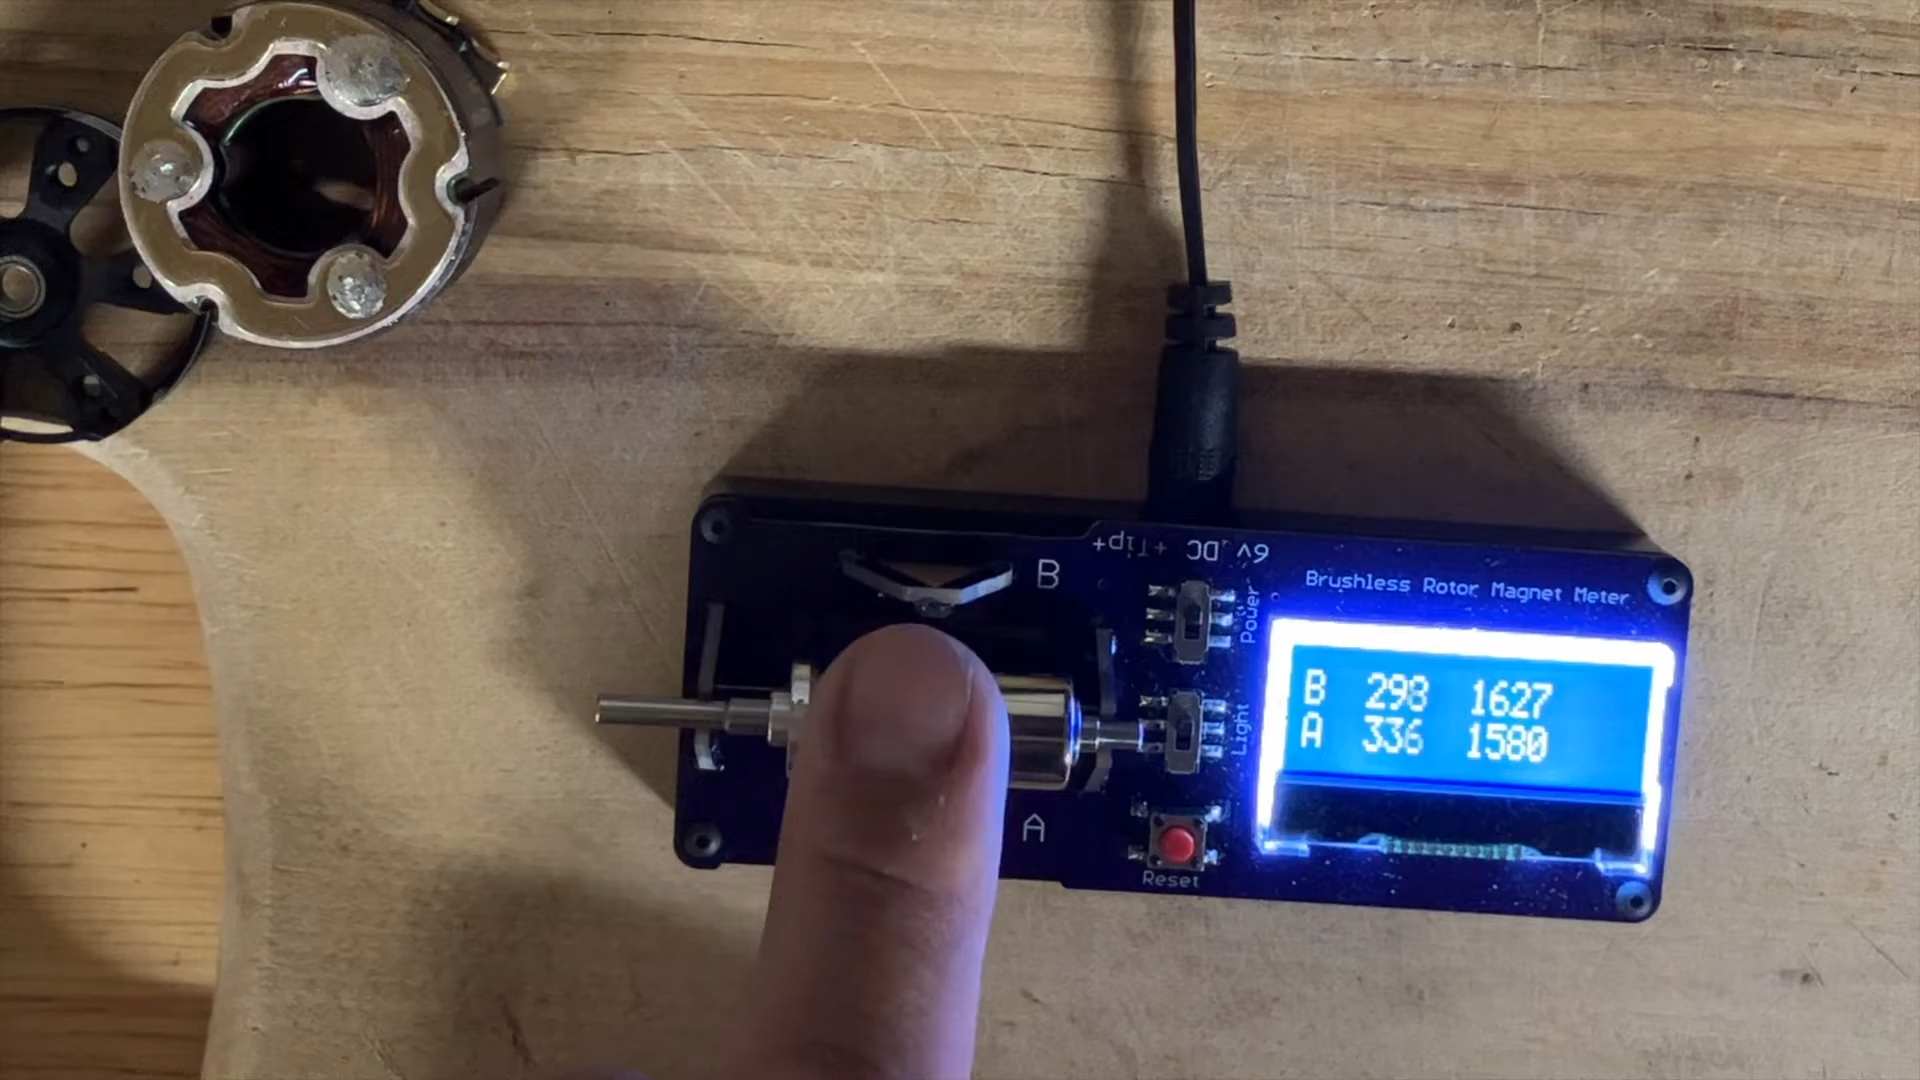 6v DC + Tip+
Brushless Rotor Magnet Meter
B
Power
B 298 1627
A 336 1580
Light
A
Reset